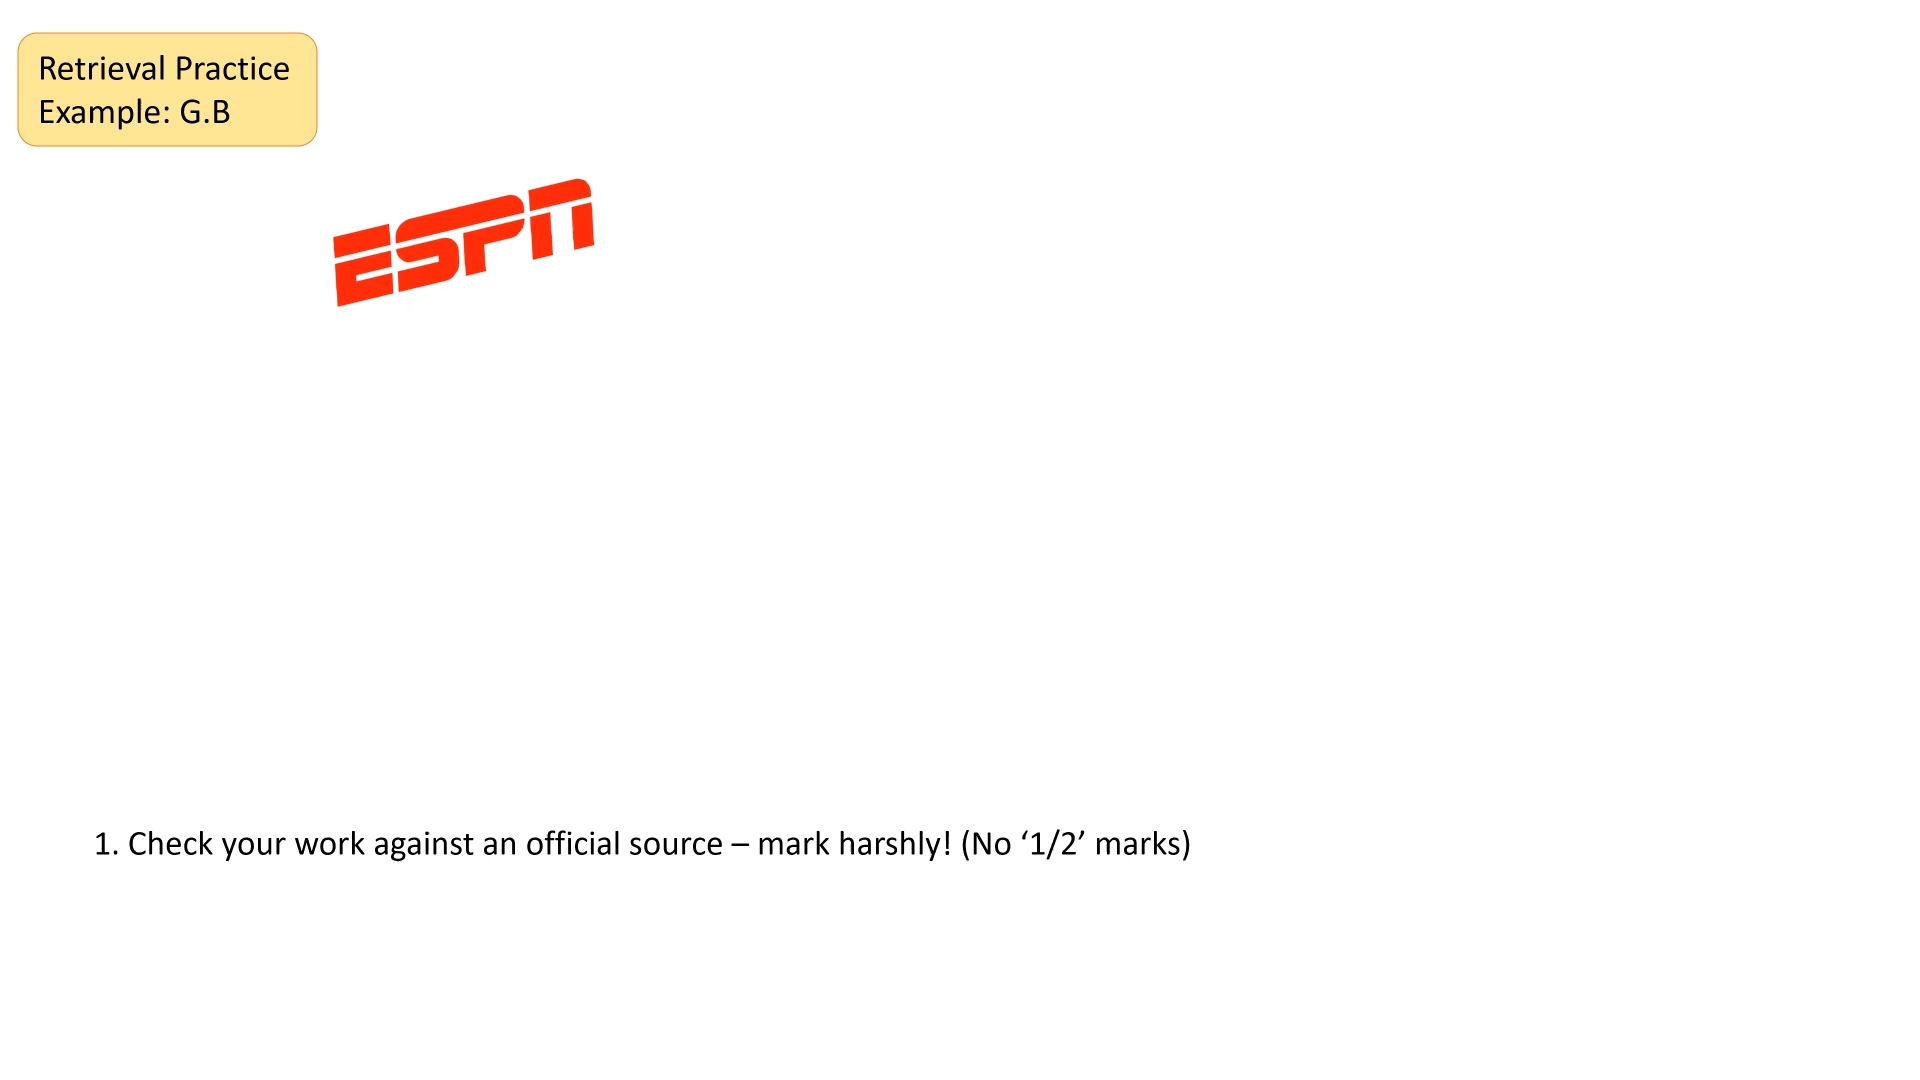 Retrieval Practice
Example: G.B
ESPN
1. Check your work against an official source – mark harshly! (No ‘1/2’ marks)